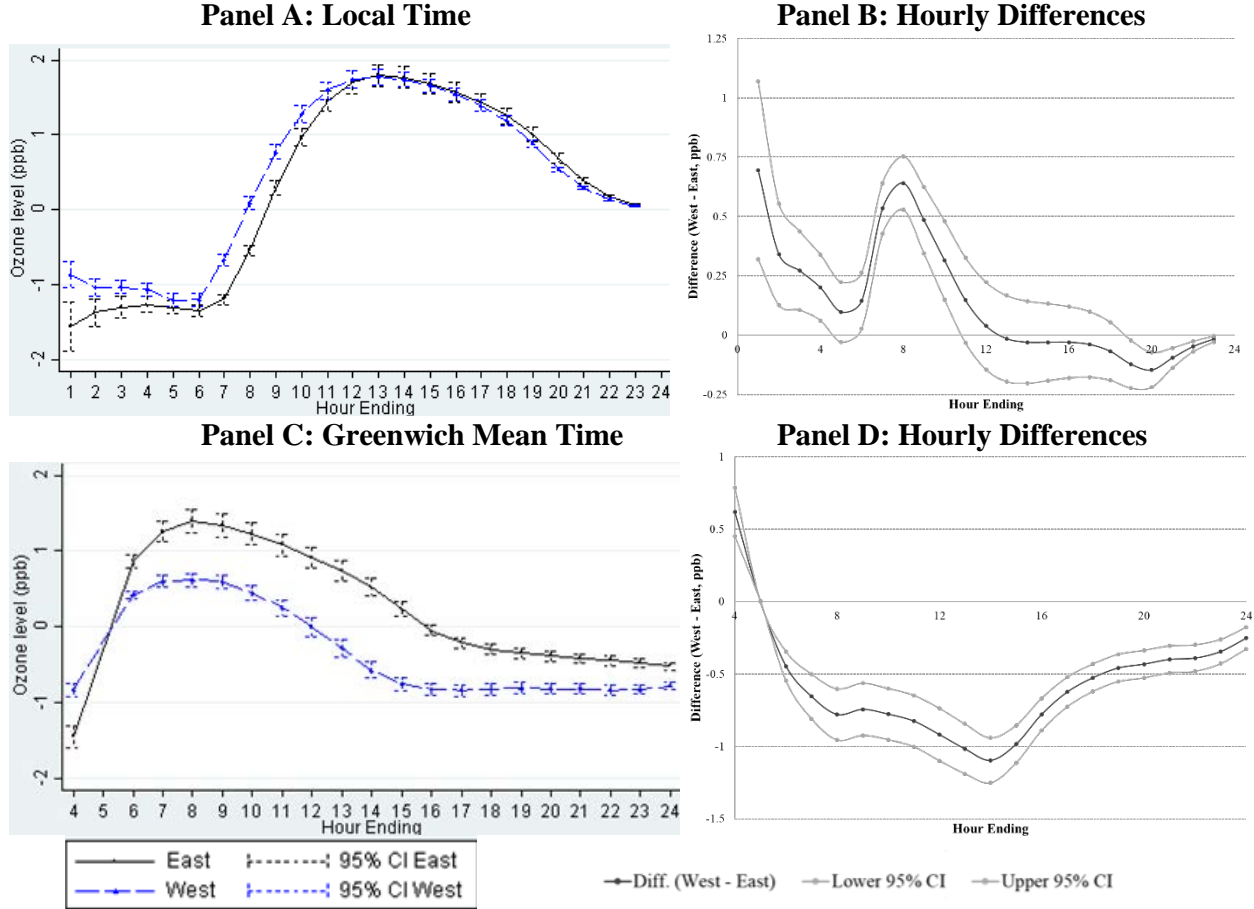 Panel A: Local Time
Panel B: Hourly Differences
Ozone level (ppb)
2
1
0
-1
-2
1 2 3 4 5 6 7 8 9 10 11 12 13 14 15 16 17 18 19 20 21 22 23 24
Hour Ending
Difference (West - East, ppb)
1.25
1
0.75
0.5
0.25
0
-0.25
0 4 8 12 16 20 24
Hour Ending
Panel C: Greenwich Mean Time
Panel D: Hourly Differences
Ozone level (ppb)
2
1
0
-1
-2
4 5 6 7 8 9 10 11 12 13 14 15 16 17 18 19 20 21 22 23 24
Hour Ending
Difference (West - East, ppb)
1
0.5
0
-0.5
-1
-1.5
4 8 12 16 20 24
Hour Ending
East 95% CI East
West 95% CI West
Diff. (West - East) Lower 95% CI Upper 95% CI